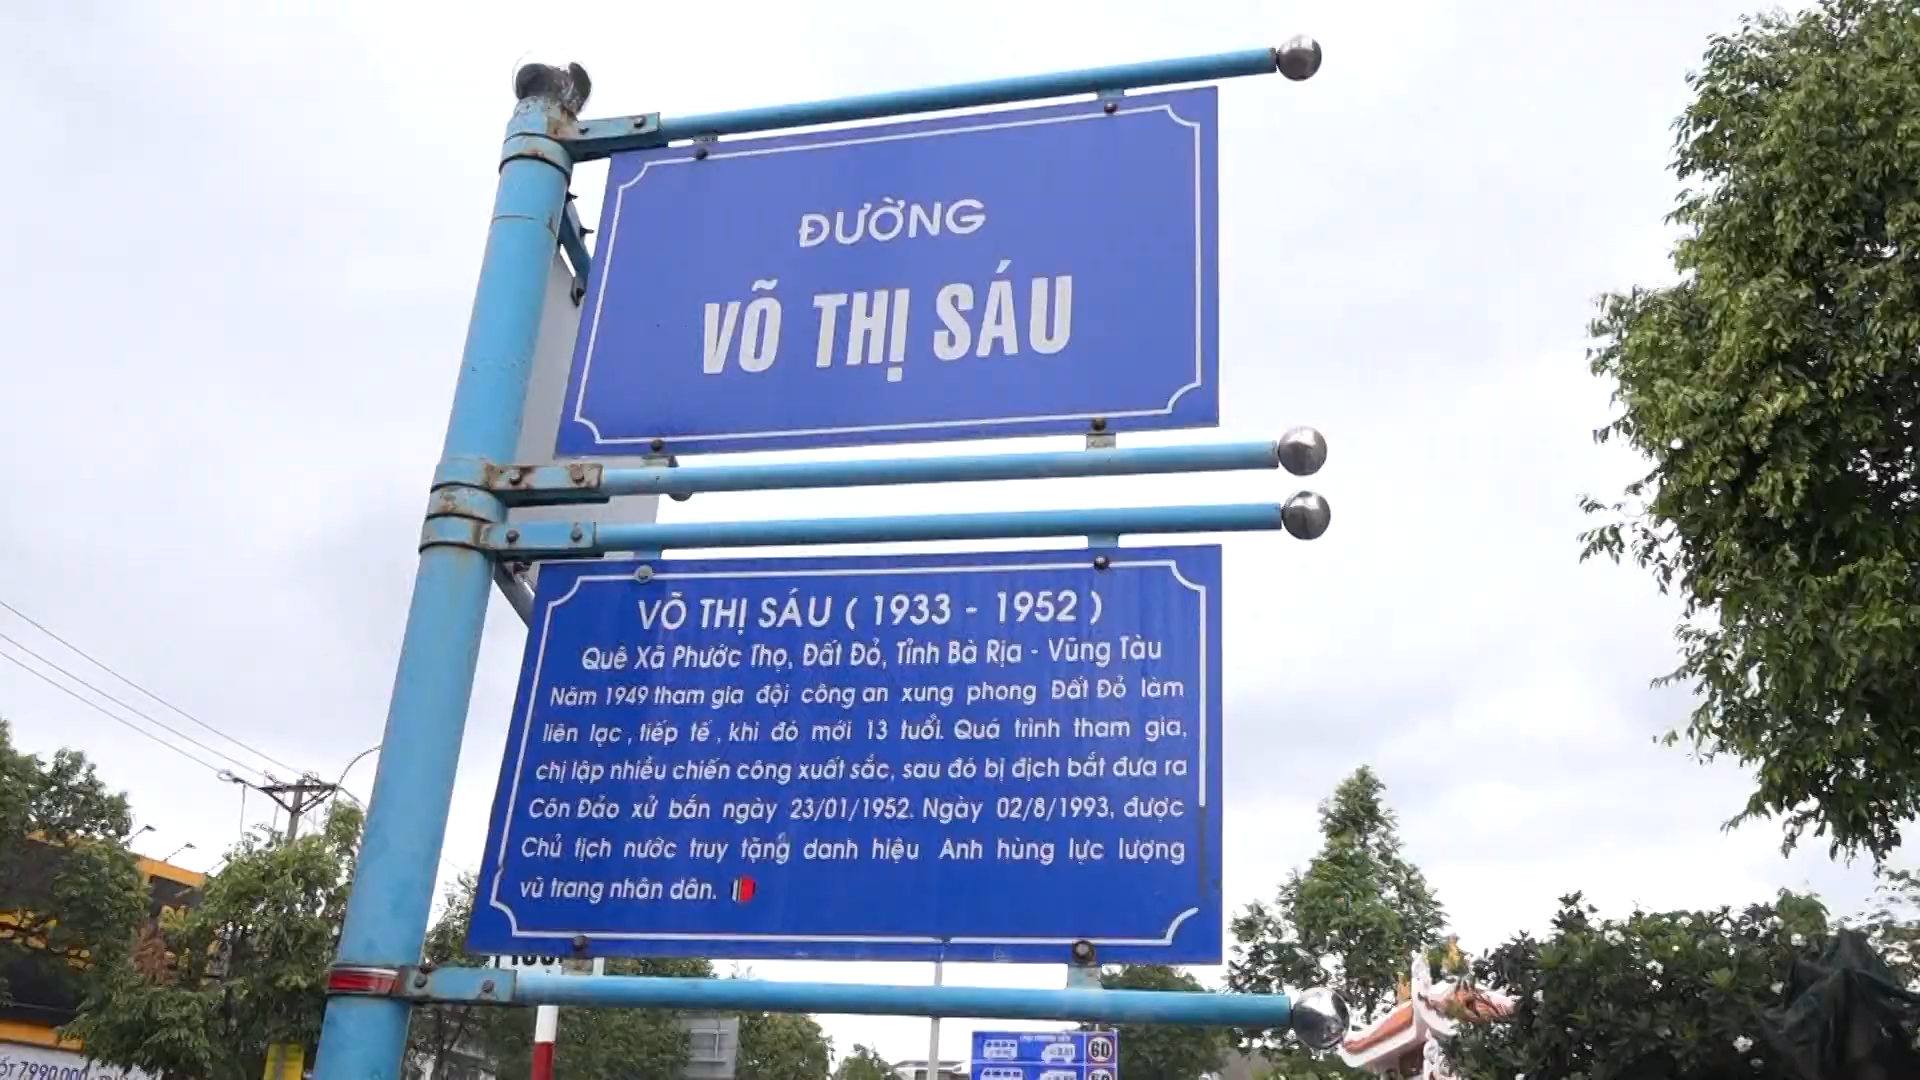 ĐƯỜNG
VÕ THỊ SÁU
VÕ THỊ SÁU ( 1933 - 1952 )
Quê Xã Phước Thọ, Đất Đỏ, Tỉnh Bà Rịa - Vũng Tàu
Năm 1949 tham gia đội công an xung phong Đất Đỏ làm
liên lạc, tiếp tế, khi đó mới 13 tuổi. Quá trình tham gia,
chị lập nhiều chiến công xuất sắc, sau đó bị địch bắt đưa ra
Côn Đảo xử bắn ngày 23/01/1952. Ngày 02/8/1993, được
Chủ tịch nước truy tặng danh hiệu Anh hùng lực lượng
vũ trang nhân dân.
60
7990.000